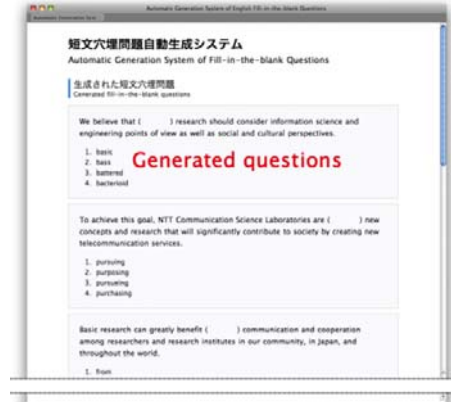 Automatic Generation System of English Fill-in-the-blank Questions
短文穴埋問題自動生成システム
Automatic Generation System of Fill-in-the-blank Questions
生成された短文穴埋問題
Generated fill-in-the-blank questions
We believe that ( ) research should consider information science and
engineering points of view as well as social and cultural perspectives.
1. basic
2. bass
3. battered
4. bacterioid
Generated questions
To achieve this goal, NTT Communication Science Laboratories are ( ) new
concepts and research that will significantly contribute to society by creating new
telecommunication services.
1. pursuing
2. purposing
3. pursueing
4. purchasing
Basic research can greatly benefit ( ) communication and cooperation
among researchers and research institutes in our community, in Japan, and
throughout the world.
1. from